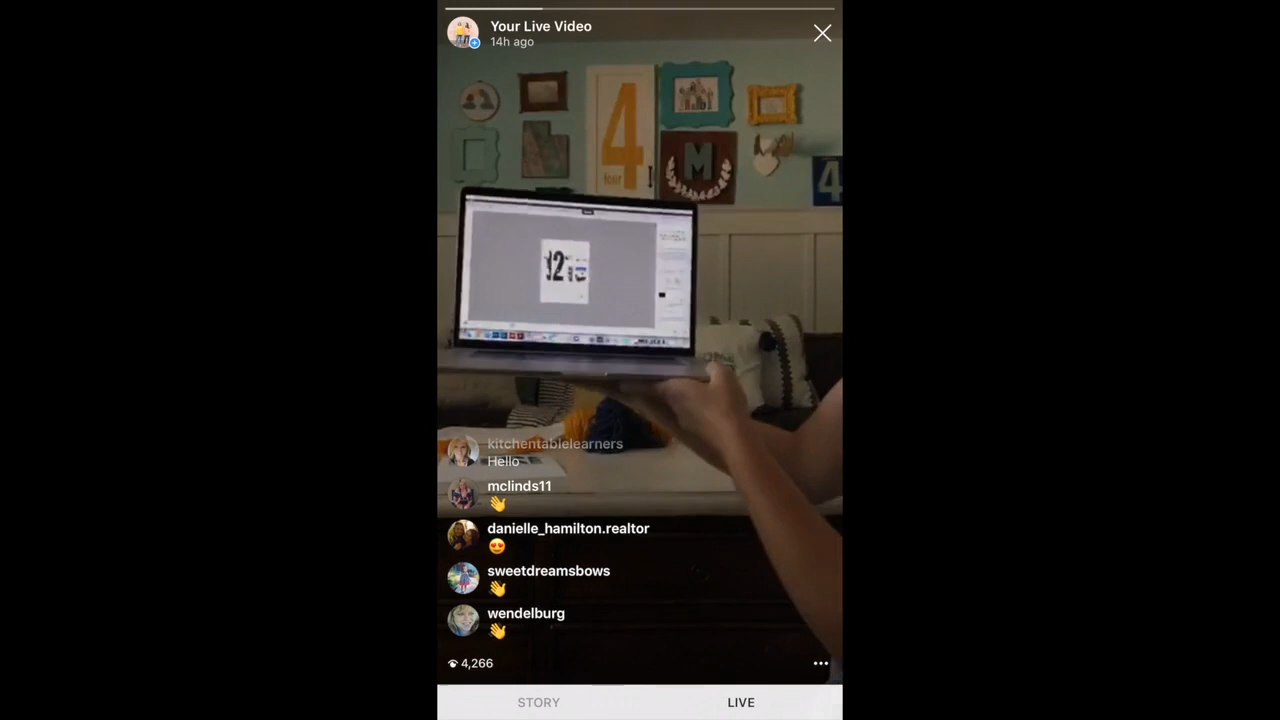 Your Live Video
14h ago
4
four
M
4
12
kitchentablelearners
Hello
mclinds11
👋
danielle_hamilton.realtor
😍
sweetdreamsbows
👋
wendelburg
👋
4,266
STORY
LIVE